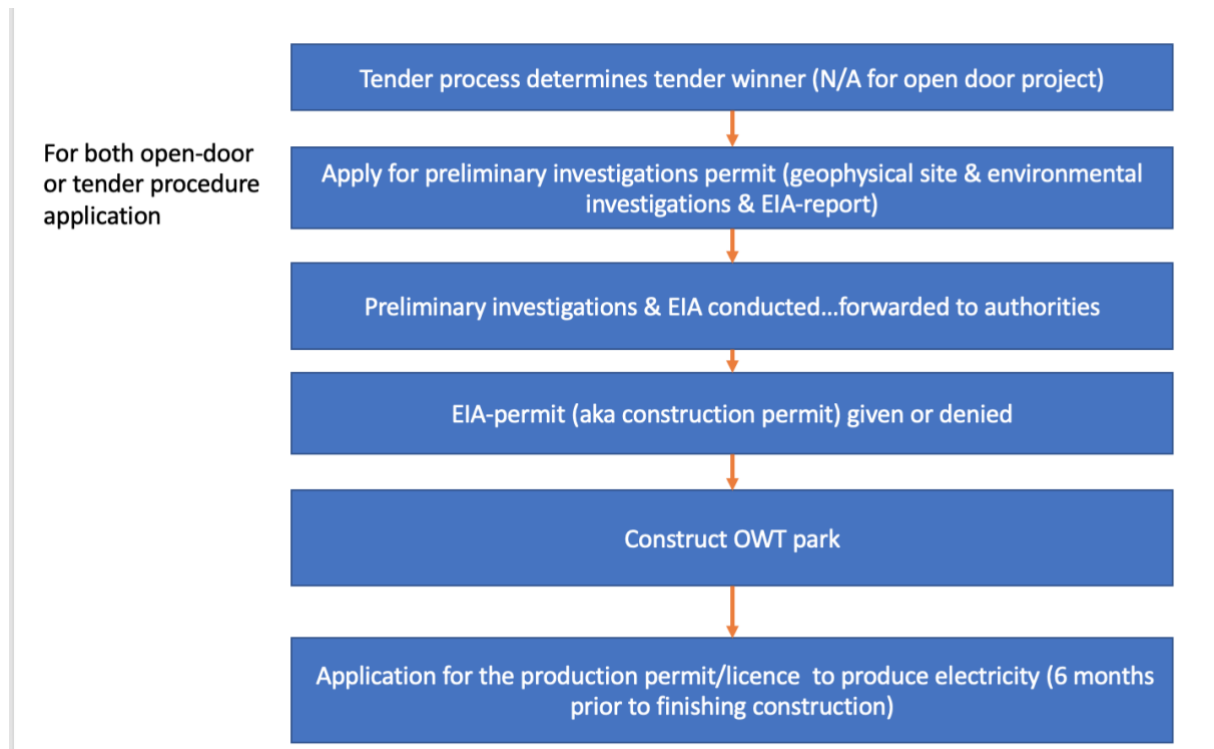 Tender process determines tender winner (N/A for open door project)
For both open-door
or tender procedure
application
Apply for preliminary investigations permit (geophysical site & environmental
investigations & EIA-report)
Preliminary investigations & EIA conducted...forwarded to authorities
EIA-permit (aka construction permit) given or denied
Construct OWT park
Application for the production permit/licence  to produce electricity (6 months
prior to finishing construction)